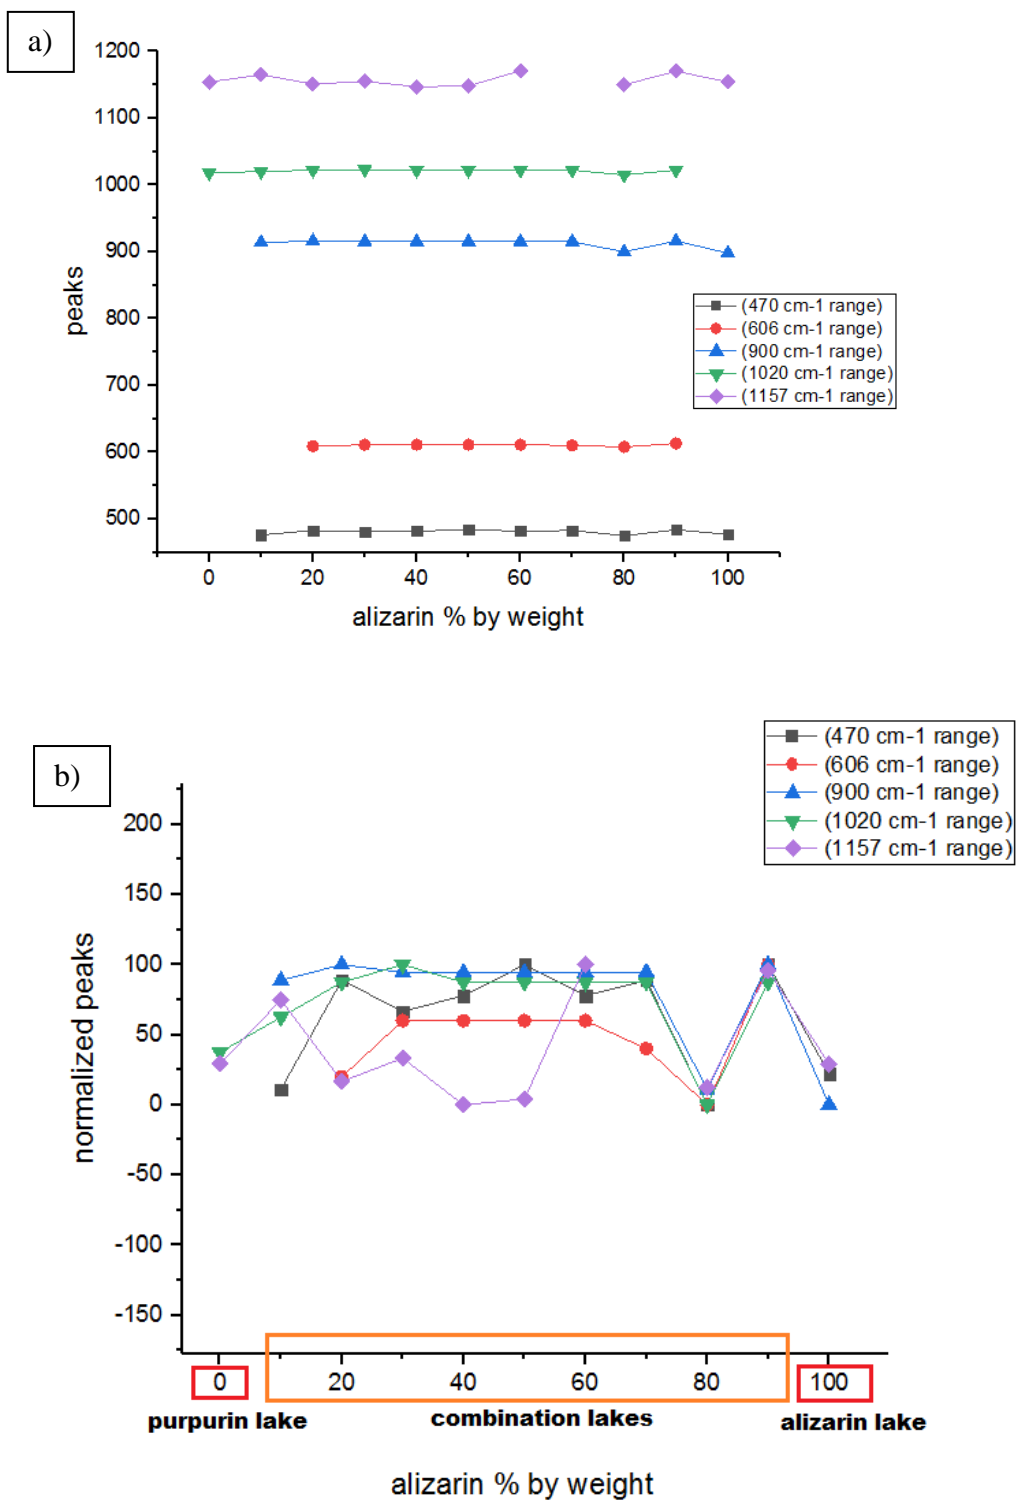 a)
1200
1100
1000
900
800
700
600
500
peaks
(470 cm-1 range)
(606 cm-1 range)
(900 cm-1 range)
(1020 cm-1 range)
(1157 cm-1 range)
0 20 40 60 80 100
alizarin % by weight
b)
(470 cm-1 range)
(606 cm-1 range)
(900 cm-1 range)
(1020 cm-1 range)
(1157 cm-1 range)
200
150
100
50
0
-50
-100
-150
normalized peaks
0 20 40 60 80 100
purpurin lake combination lakes alizarin lake
alizarin % by weight